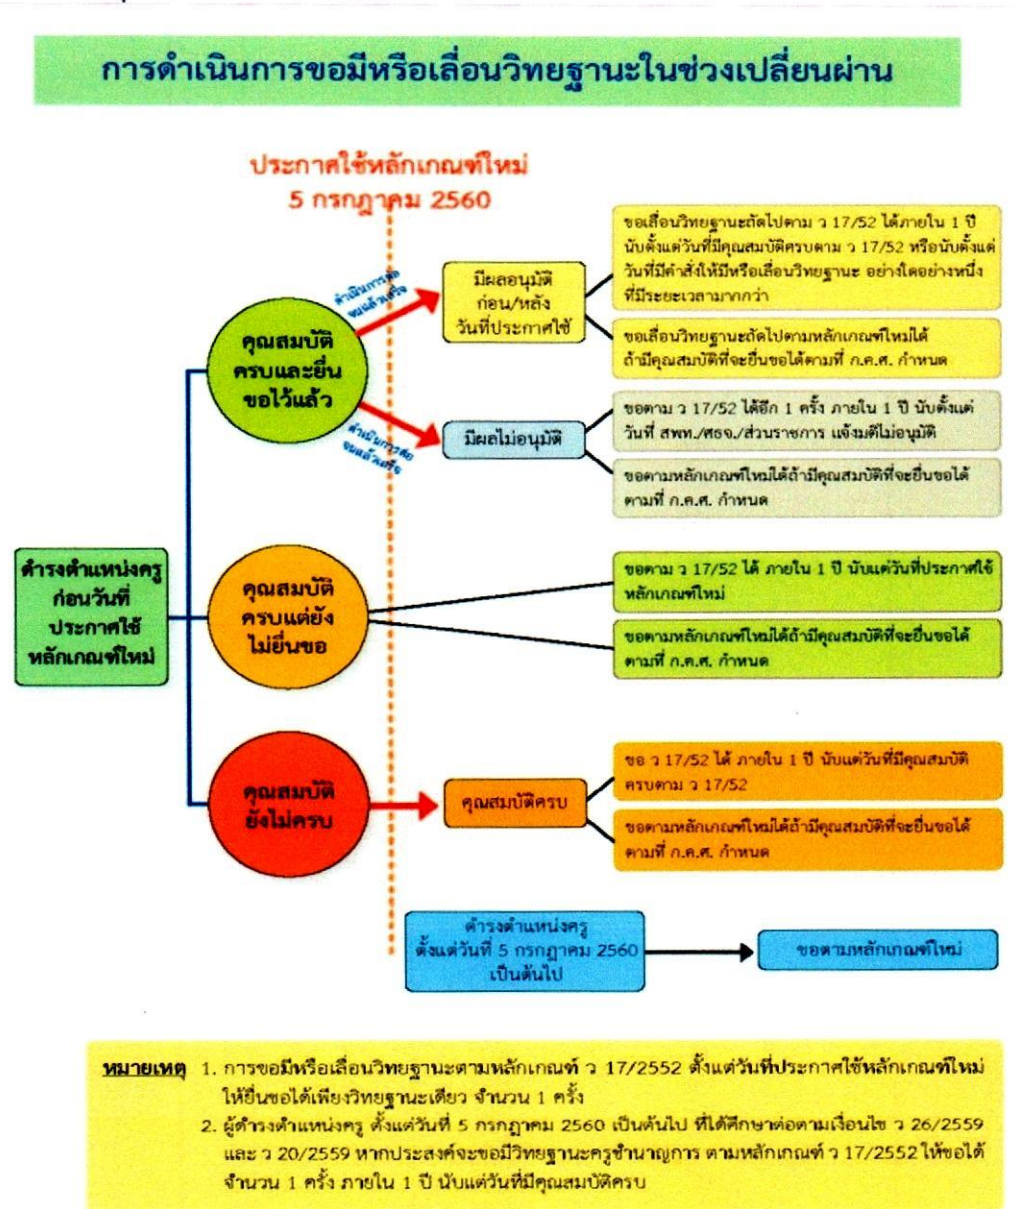 การดำเนินการขอมีหรือเลื่อนวิทยฐานะในช่วงเปลี่ยนผ่าน
ประกาศใช้หลักเกณฑ์ใหม่
5 กรกฎาคม 2560
ดำเนินการต่อ
จนแล้วเสร็จ
มีผลอนุมัติ
ก่อน/หลัง
วันที่ประกาศใช้
ขอเลื่อนวิทยฐานะถัดไปตาม ว 17/52 ได้ภายใน 1 ปี
นับตั้งแต่วันที่มีคุณสมบัติครบตาม ว 17/52 หรือนับตั้งแต่
วันที่มีคำสั่งให้มีหรือเลื่อนวิทยฐานะ อย่างใดอย่างหนึ่ง
ที่มีระยะเวลามากกว่า
ขอเลื่อนวิทยฐานะถัดไปตามหลักเกณฑ์ใหม่ได้
ถ้ามีคุณสมบัติที่จะยื่นขอได้ตามที่ ก.ค.ศ. กำหนด
คุณสมบัติ
ครบและยื่น
ขอไว้แล้ว
ดำเนินการต่อ
จนแล้วเสร็จ
มีผลไม่อนุมัติ
ขอตาม ว 17/52 ได้อีก 1 ครั้ง ภายใน 1 ปี นับตั้งแต่
วันที่ สพท./ศธจ./ส่วนราชการ แจ้งมติไม่อนุมัติ
ขอตามหลักเกณฑ์ใหม่ได้ถ้ามีคุณสมบัติที่จะยื่นขอได้
ตามที่ ก.ค.ศ. กำหนด
ดำรงตำแหน่งครู
ก่อนวันที่
ประกาศใช้
หลักเกณฑ์ใหม่
คุณสมบัติ
ครบแต่ยัง
ไม่ยื่นขอ
ขอตาม ว 17/52 ได้ ภายใน 1 ปี นับแต่วันที่ประกาศใช้
หลักเกณฑ์ใหม่
ขอตามหลักเกณฑ์ใหม่ได้ถ้ามีคุณสมบัติที่จะยื่นขอได้
ตามที่ ก.ค.ศ. กำหนด
คุณสมบัติ
ยังไม่ครบ
คุณสมบัติครบ
ขอ ว 17/52 ได้ ภายใน 1 ปี นับแต่วันที่มีคุณสมบัติ
ครบตาม ว 17/52
ขอตามหลักเกณฑ์ใหม่ได้ถ้ามีคุณสมบัติที่จะยื่นขอได้
ตามที่ ก.ค.ศ. กำหนด
ดำรงตำแหน่งครู
ตั้งแต่วันที่ 5 กรกฎาคม 2560
เป็นต้นไป
ขอตามหลักเกณฑ์ใหม่
หมายเหตุ 1. การขอมีหรือเลื่อนวิทยฐานะตามหลักเกณฑ์ ว 17/2552 ตั้งแต่วันที่ประกาศใช้หลักเกณฑ์ใหม่
ให้ยื่นขอได้เพียงวิทยฐานะเดียว จำนวน 1 ครั้ง
2. ผู้ดำรงตำแหน่งครู ตั้งแต่วันที่ 5 กรกฎาคม 2560 เป็นต้นไป ที่ได้ศึกษาต่อตามเงื่อนไข ว 26/2559
และ ว 20/2559 หากประสงค์จะขอมีวิทยฐานะครูชำนาญการ ตามหลักเกณฑ์ ว 17/2552 ให้ขอได้
จำนวน 1 ครั้ง ภายใน 1 ปี นับแต่วันที่มีคุณสมบัติครบ